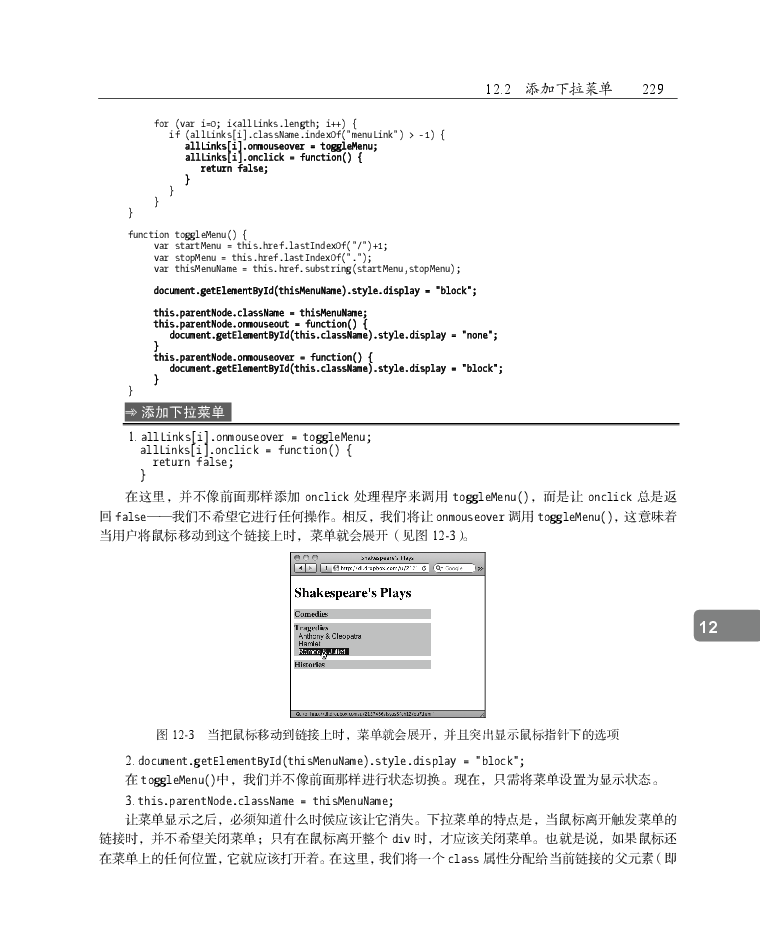 12.2 添加下拉菜单 229
for (var i=0; i<allLinks.length; i++) {
if (allLinks[i].className.indexOf("menuLink") > -1) {
allLinks[i].onmouseover = toggleMenu;
allLinks[i].onclick = function() {
return false;
}
}
}
}
function toggleMenu() {
var startMenu = this.href.lastIndexOf("/")+1;
var stopMenu = this.href.lastIndexOf(".");
var thisMenuName = this.href.substring(startMenu,stopMenu);
document.getElementById(thisMenuName).style.display = "block";
this.parentNode.className = thisMenuName;
this.parentNode.onmouseout = function() {
document.getElementById(this.className).style.display = "none";
}
this.parentNode.onmouseover = function() {
document.getElementById(this.className).style.display = "block";
}
}
添加下拉菜单
1. allLinks[i].onmouseover = toggleMenu;
allLinks[i].onclick = function() {
return false;
}
在这里，并不像前面那样添加 onclick 处理程序来调用 toggleMenu()，而是让 onclick 总是返
回 false——我们不希望它进行任何操作。相反，我们将让 onmouseover 调用 toggleMenu()，这意味着
当用户将鼠标移动到这个链接上时，菜单就会展开（见图 12-3）。
Shakespeare's Plays
Google
Shakespeare's Plays
Comedies
Tragedies
Anthony & Cleopatra
Hamlet
Romeo & Juliet
Histories
12
图 12-3 当把鼠标移动到链接上时，菜单就会展开，并且突出显示鼠标指针下的选项
2. document.getElementById(thisMenuName).style.display = "block";
在 toggleMenu()中，我们并不像前面那样进行状态切换。现在，只需将菜单设置为显示状态。
3. this.parentNode.className = thisMenuName;
让菜单显示之后，必须知道什么时候应该让它消失。下拉菜单的特点是，当鼠标离开触发菜单的
链接时，并不希望关闭菜单；只有在鼠标离开整个 div 时，才应该关闭菜单。也就是说，如果鼠标还
在菜单上的任何位置，它就应该打开着。在这里，我们将一个 class 属性分配给当前链接的父元素（即